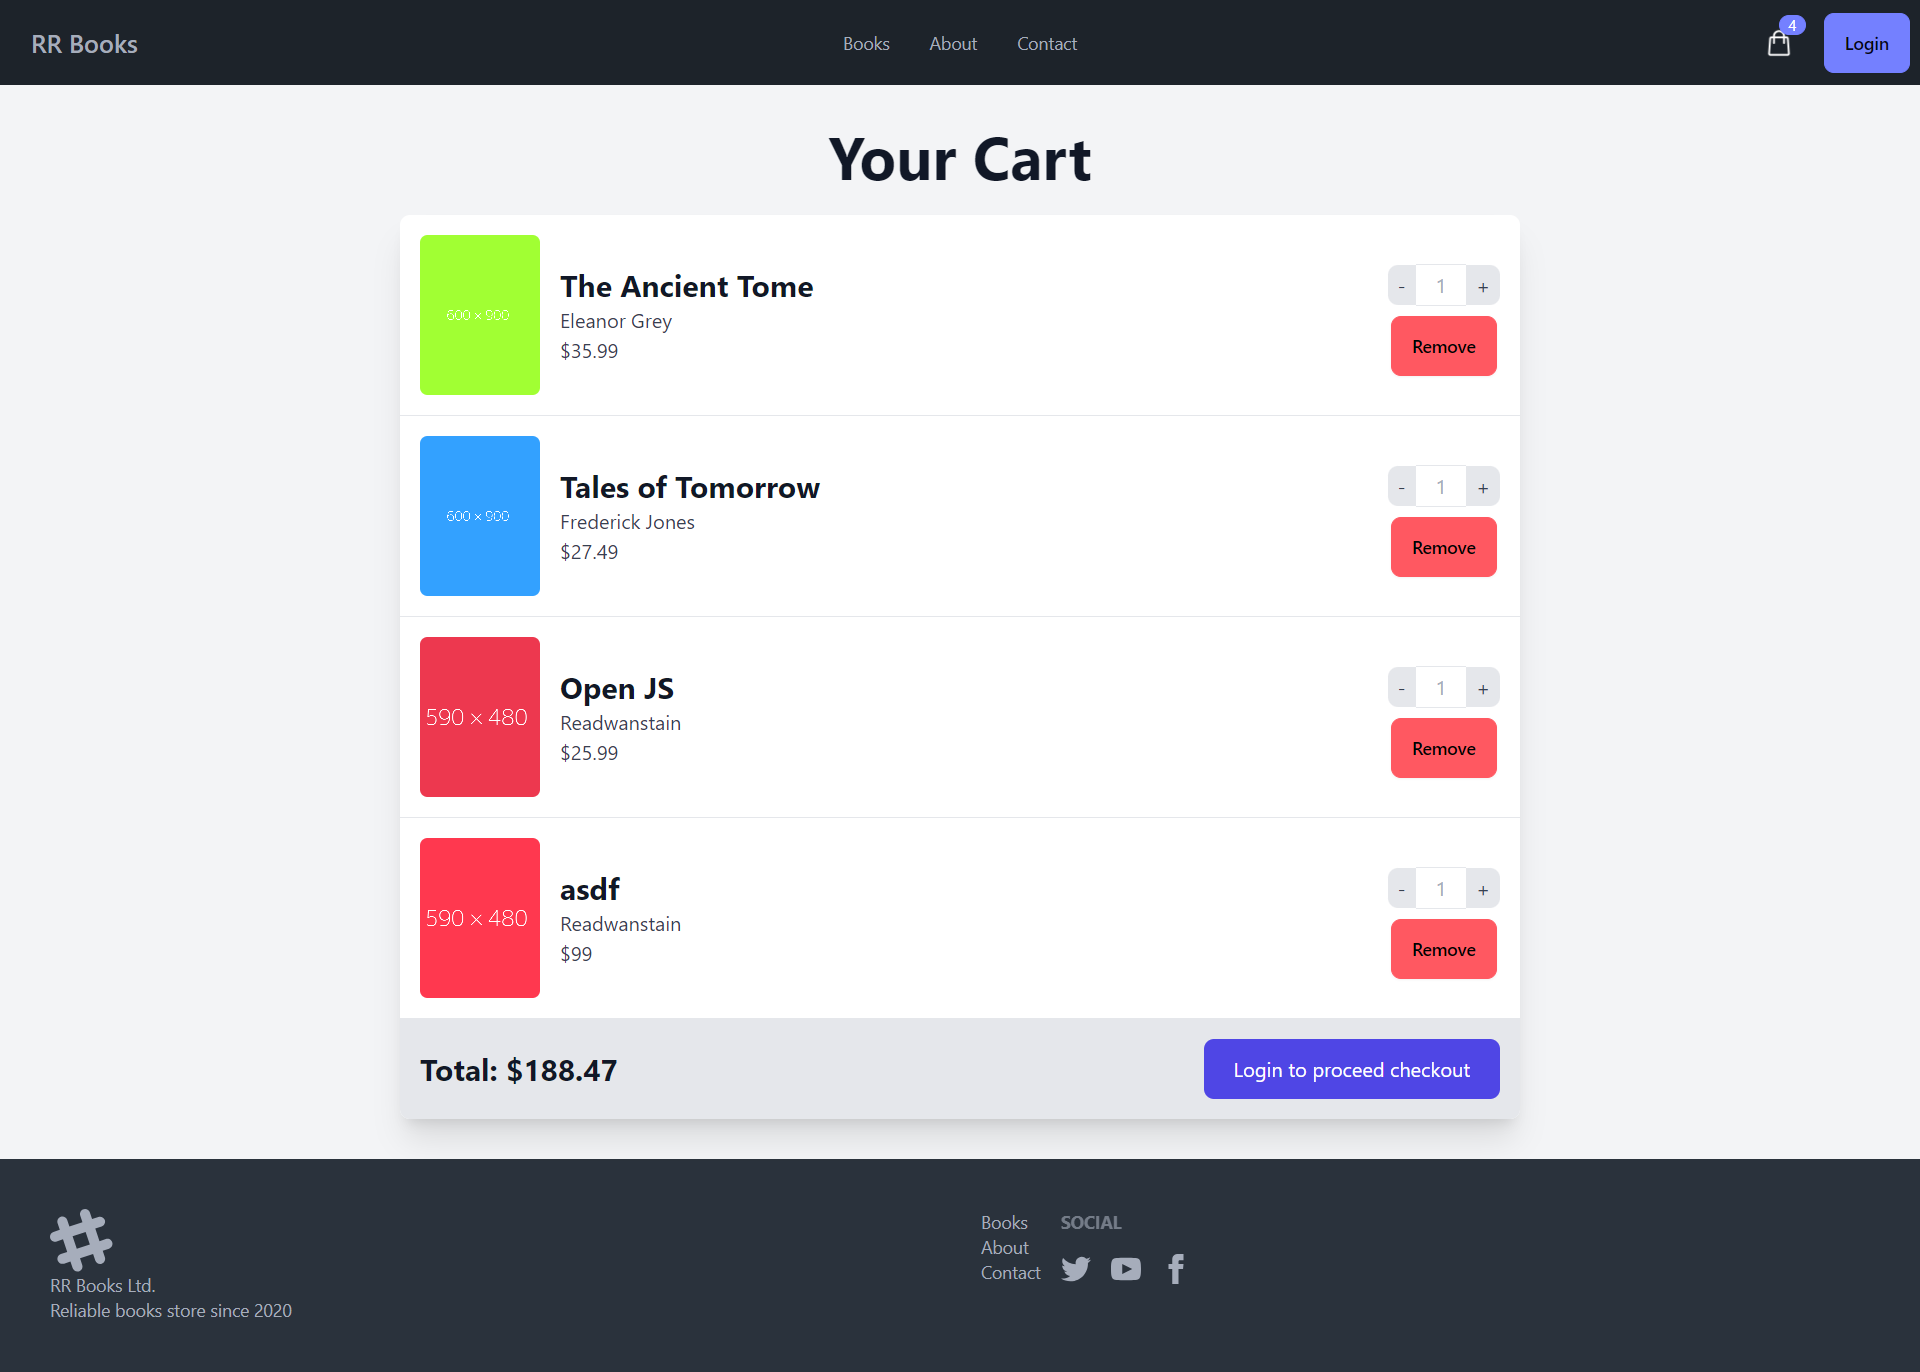 RR Books
Books About Contact
4
Login
Your Cart
600 x 900
The Ancient Tome
Eleanor Grey
$35.99
- 1 +
Remove
600 x 900
Tales of Tomorrow
Frederick Jones
$27.49
- 1 +
Remove
590 × 480
Open JS
Readwanstain
$25.99
- 1 +
Remove
590 × 480
asdf
Readwanstain
$99
- 1 +
Remove
Total: $188.47
Login to proceed checkout
RR Books Ltd.
Reliable books store since 2020
Books
About
Contact
SOCIAL